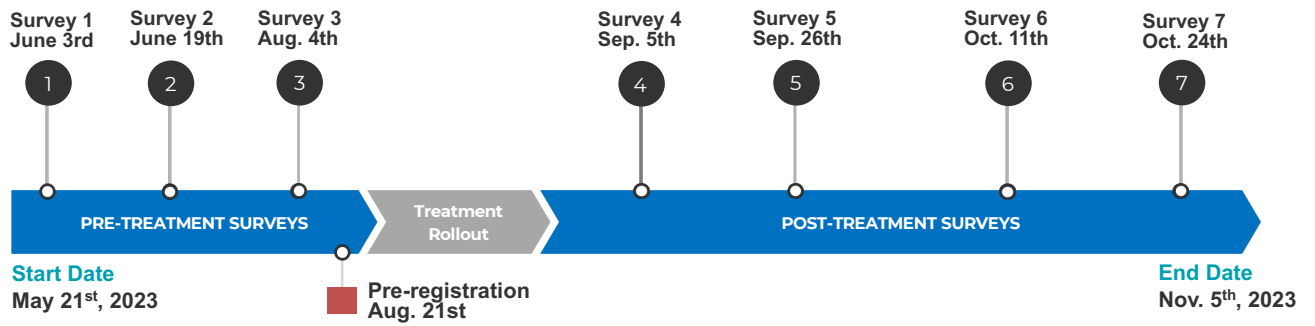 Survey 1
June 3rd
Survey 2
June 19th
Survey 3
Aug. 4th
Survey 4
Sep. 5th
Survey 5
Sep. 26th
Survey 6
Oct. 11th
Survey 7
Oct. 24th
1
2
3
4
5
6
7
PRE-TREATMENT SURVEYS
Treatment
Rollout
POST-TREATMENT SURVEYS
Start Date
May 21st, 2023
Pre-registration
Aug. 21st
End Date
Nov. 5th, 2023